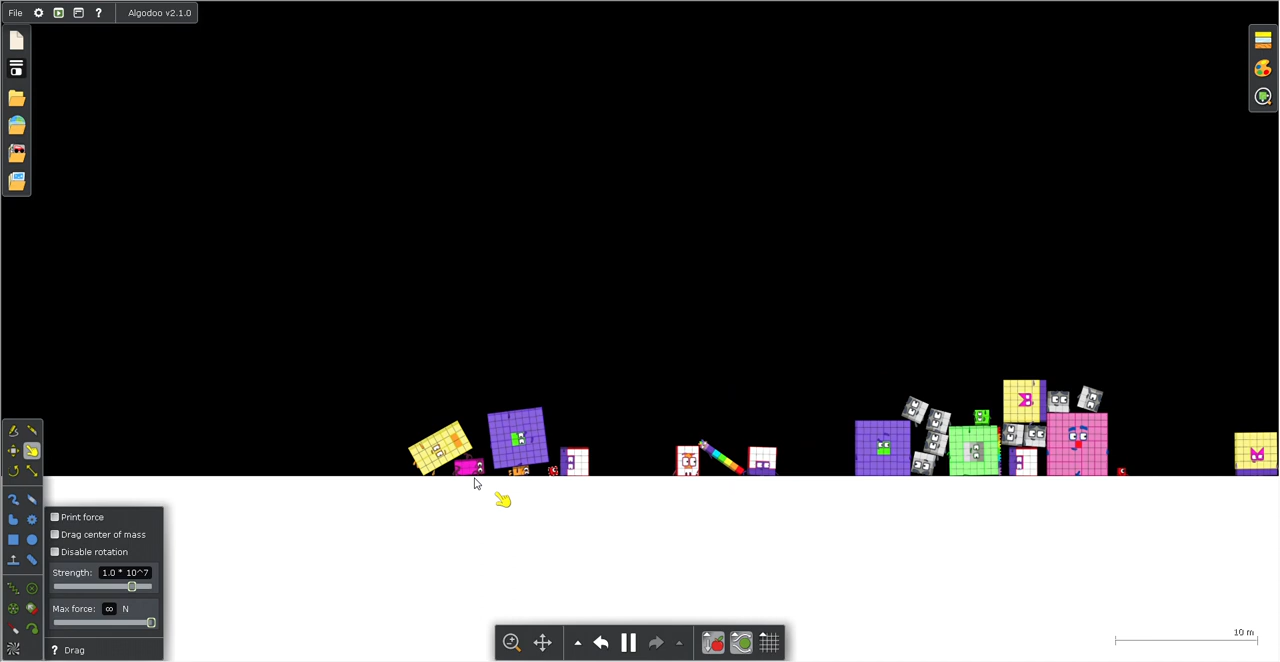 File ? Algodoo v2.1.0
Print force
Drag center of mass
Disable rotation
Strength: 1.0 * 10^7
Max force: ∞ N
? Drag
10 m